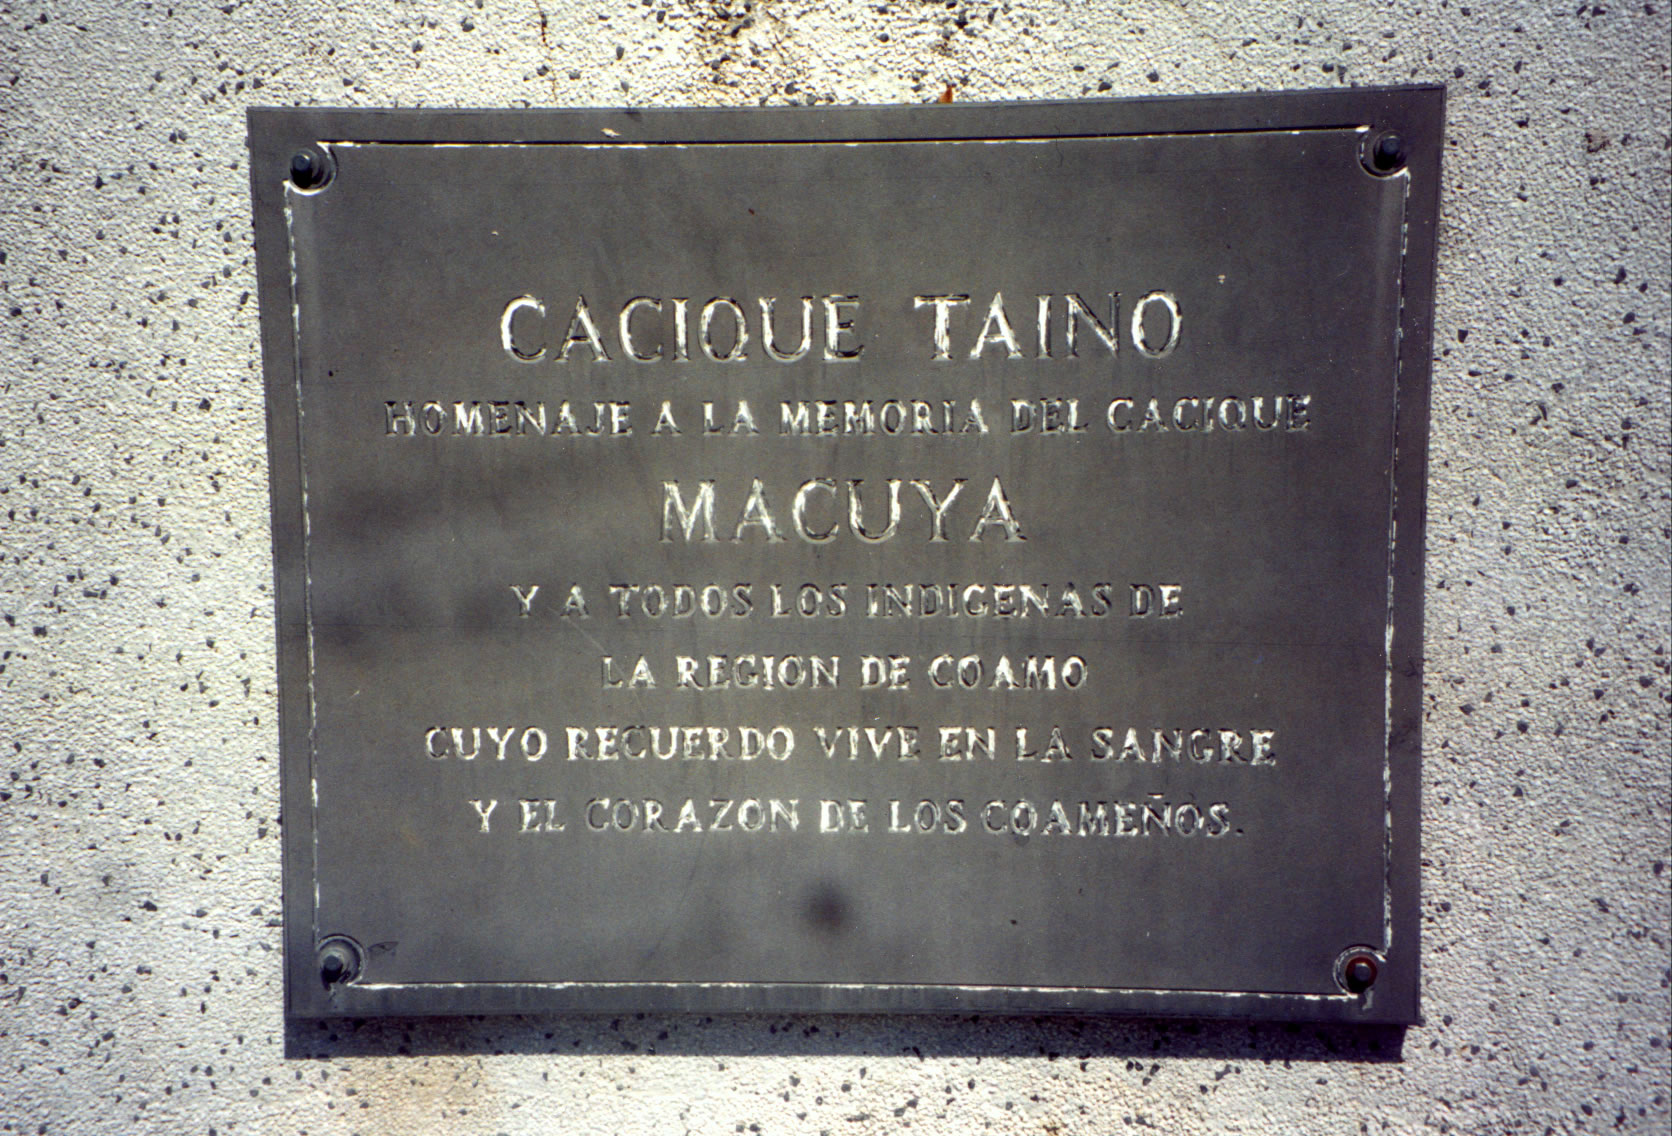 CACIQUE TAINO
HOMENAJE A LA MEMORIA DEL CACIQUE
MACUYA
Y A TODOS LOS INDIGENAS DE
LA REGION DE COAMO
CUYO RECUERDO VIVE EN LA SANGRE
Y EL CORAZON DE LOS COAMEÑOS.